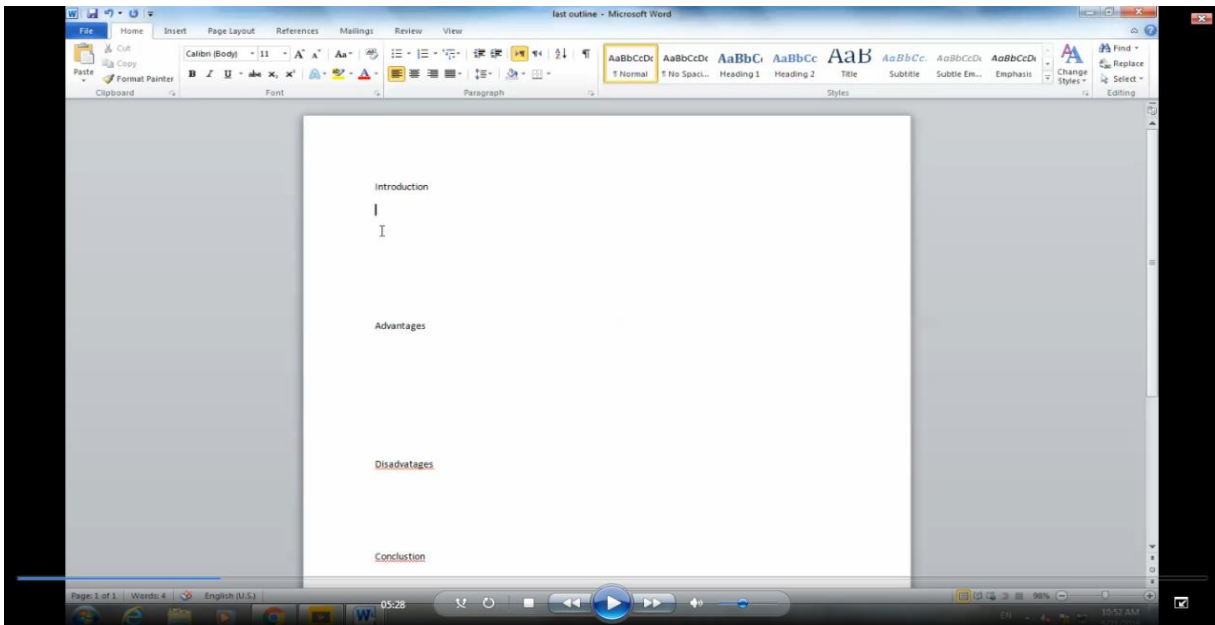 last outline - Microsoft Word
File Home Insert Page Layout References Mailings Review View
Cut
Copy
Format Painter
Paste
Calibri (Body) 11
AaBbCcDc AaBbCcDc AaBbC AaBbCc AaB AaBbCc. AaBbCcDc AaBbCcDc
¶ Normal ¶ No Spaci... Heading 1 Heading 2 Title Subtitle Subtle Em... Emphasis
Change Styles
Find
Replace
Select
Clipboard Font Paragraph Styles Editing
Introduction
Advantages
Disadvatages
Conclustion
Page: 1 of 1 Words: 4 English (U.S.) 98%
05:28
EN 10:52 AM